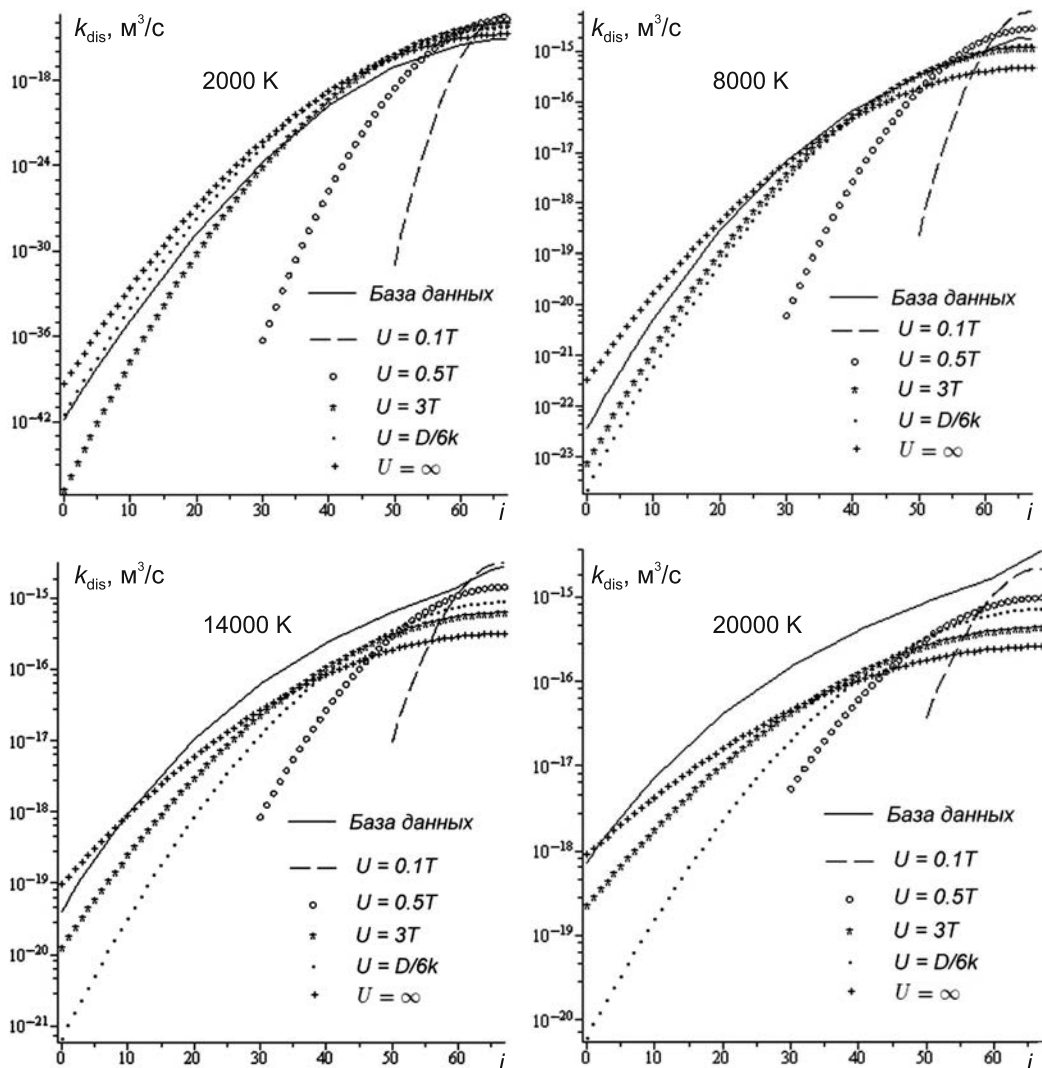 k_dis, м³/с
2000 K
10⁻¹⁸
10⁻²⁴
10⁻³⁰
10⁻³⁶
10⁻⁴²
База данных
U = 0.1T
U = 0.5T
U = 3T
U = D/6k
U = ∞
0 10 20 30 40 50 60 i
k_dis, м³/с
8000 K
10⁻¹⁵
10⁻¹⁶
10⁻¹⁷
10⁻¹⁸
10⁻¹⁹
10⁻²⁰
10⁻²¹
10⁻²²
10⁻²³
База данных
U = 0.1T
U = 0.5T
U = 3T
U = D/6k
U = ∞
0 10 20 30 40 50 60 i
k_dis, м³/с
14000 K
10⁻¹⁵
10⁻¹⁶
10⁻¹⁷
10⁻¹⁸
10⁻¹⁹
10⁻²⁰
10⁻²¹
База данных
U = 0.1T
U = 0.5T
U = 3T
U = D/6k
U = ∞
0 10 20 30 40 50 60 i
k_dis, м³/с
20000 K
10⁻¹⁵
10⁻¹⁶
10⁻¹⁷
10⁻¹⁸
10⁻¹⁹
10⁻²⁰
База данных
U = 0.1T
U = 0.5T
U = 3T
U = D/6k
U = ∞
0 10 20 30 40 50 60 i